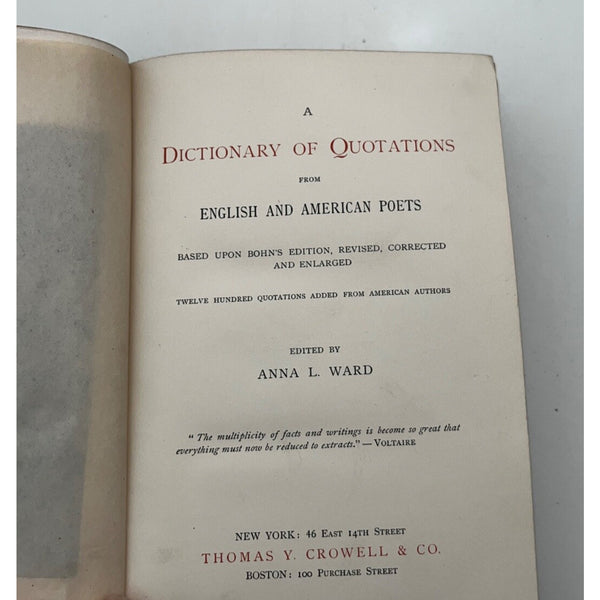 A
DICTIONARY OF QUOTATIONS
FROM
ENGLISH AND AMERICAN POETS
BASED UPON BOHN'S EDITION, REVISED, CORRECTED
AND ENLARGED
TWELVE HUNDRED QUOTATIONS ADDED FROM AMERICAN AUTHORS
EDITED BY
ANNA L. WARD
"The multiplicity of facts and writings is become so great that
everything must now be reduced to extracts." — VOLTAIRE
NEW YORK: 46 EAST 14TH STREET
THOMAS Y. CROWELL & CO.
BOSTON: 100 PURCHASE STREET